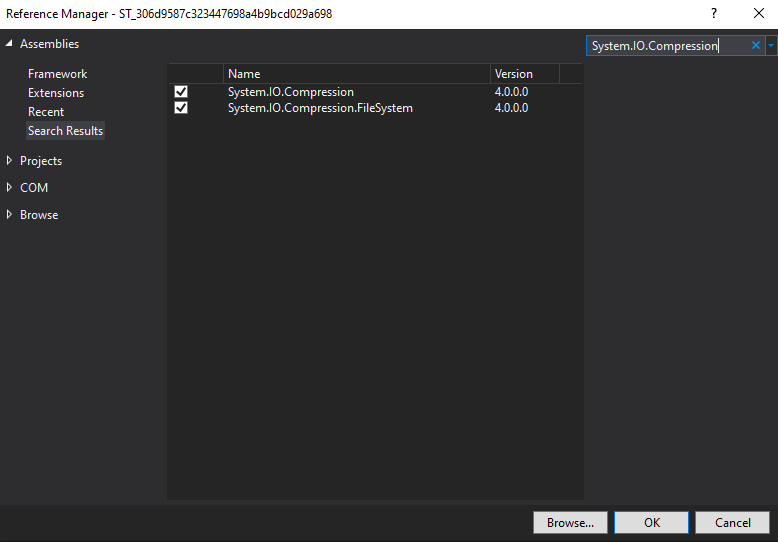 Reference Manager - ST_306d9587c323447698a4b9bcd029a698
?
Assemblies
System.IO.Compression
Framework
Extensions
Recent
Search Results
Projects
COM
Browse
Name Version
System.IO.Compression 4.0.0.0
System.IO.Compression.FileSystem 4.0.0.0
Browse... OK Cancel